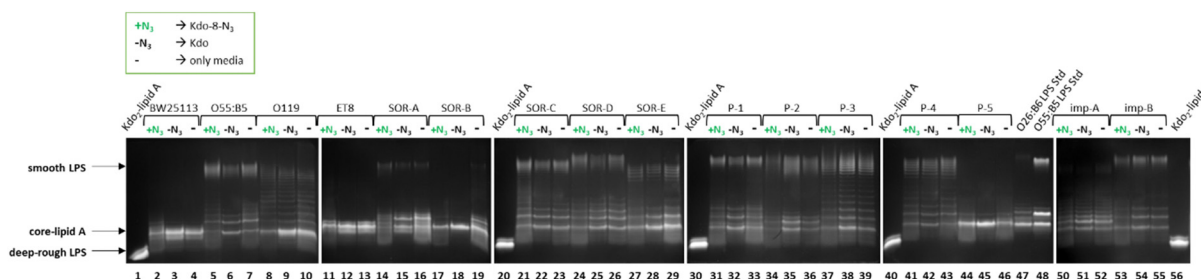 +N₃ → Kdo-8-N₃
-N₃ → Kdo
- → only media
Kdo₂-lipid A BW25113 O55:B5 O119 ET8 SOR-A SOR-B Kdo₂-lipid A SOR-C SOR-D SOR-E Kdo₂-lipid A P-1 P-2 P-3 Kdo₂-lipid A P-4 P-5 O26:B6 LPS Std O55:B5 LPS Std imp-A imp-B Kdo₂-lipid A
+N₃ -N₃ - +N₃ -N₃ - +N₃ -N₃ - +N₃ -N₃ - +N₃ -N₃ - +N₃ -N₃ - +N₃ -N₃ - +N₃ -N₃ - +N₃ -N₃ - +N₃ -N₃ - +N₃ -N₃ - +N₃ -N₃ - +N₃ -N₃ - +N₃ -N₃ - +N₃ -N₃ - +N₃ -N₃ -
smooth LPS
core-lipid A
deep-rough LPS
1 2 3 4 5 6 7 8 9 10 11 12 13 14 15 16 17 18 19 20 21 22 23 24 25 26 27 28 29 30 31 32 33 34 35 36 37 38 39 40 41 42 43 44 45 46 47 48 50 51 52 53 54 55 56